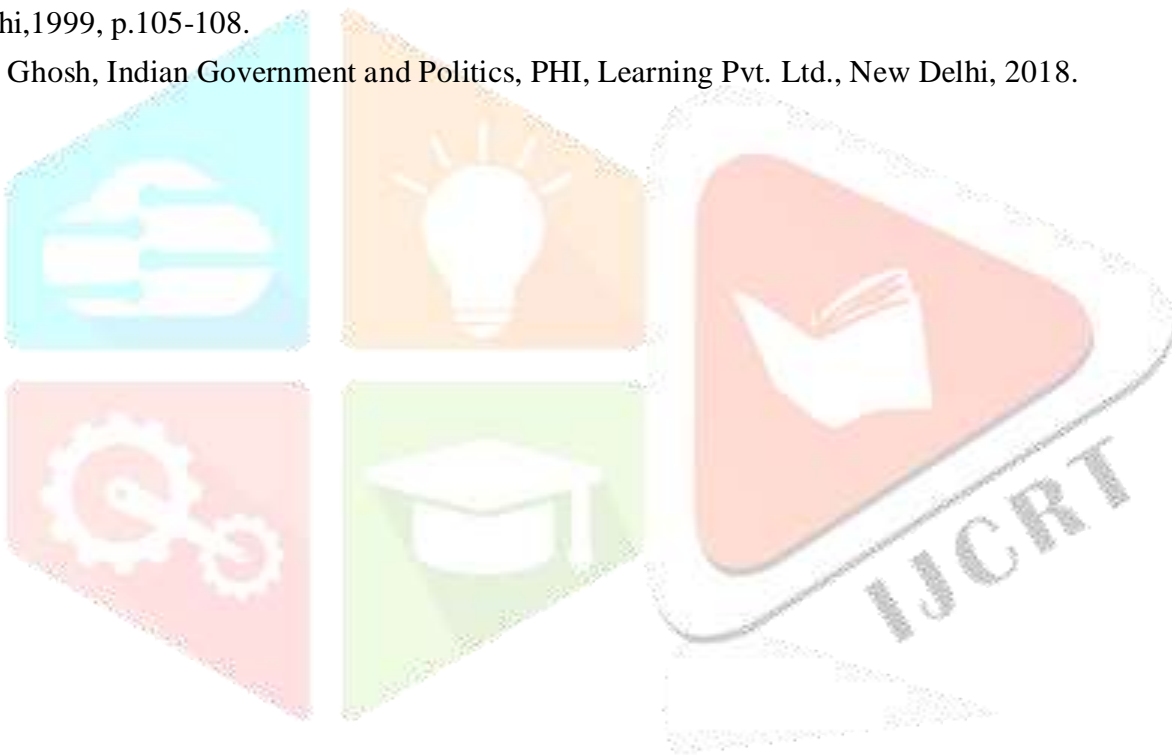 hi,1999, p.105-108.
Ghosh, Indian Government and Politics, PHI, Learning Pvt. Ltd., New Delhi, 2018.
IJCRT